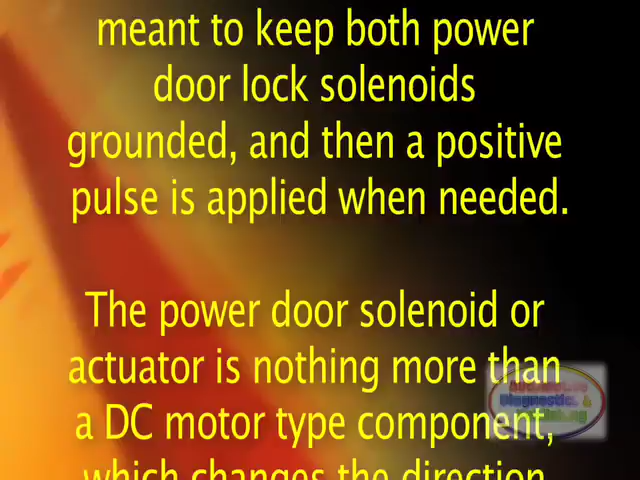 meant to keep both power
door lock solenoids
grounded, and then a positive
pulse is applied when needed.
The power door solenoid or
actuator is nothing more than
a DC motor type component,
which changes the direction
Diagnostics &